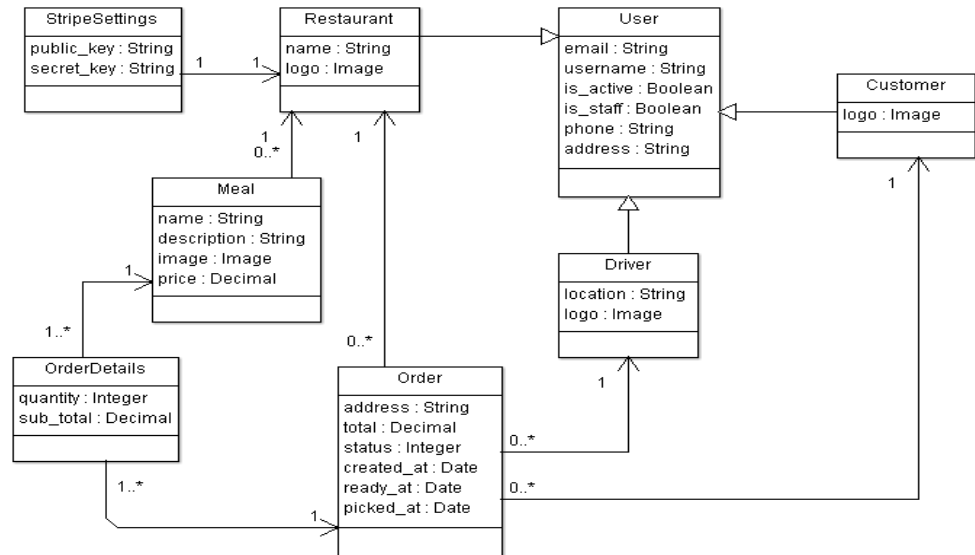 StripeSettings
public_key : String
secret_key : String
1
1
Restaurant
name : String
logo : Image
User
email : String
username : String
is_active : Boolean
is_staff : Boolean
phone : String
address : String
Customer
logo : Image
1
0..*
1
1
Meal
name : String
description : String
image : Image
price : Decimal
1
1..*
Driver
location : String
logo : Image
1
0..*
OrderDetails
quantity : Integer
sub_total : Decimal
1..*
1
Order
address : String
total : Decimal
status : Integer
created_at : Date
ready_at : Date
picked_at : Date
0..*
0..*